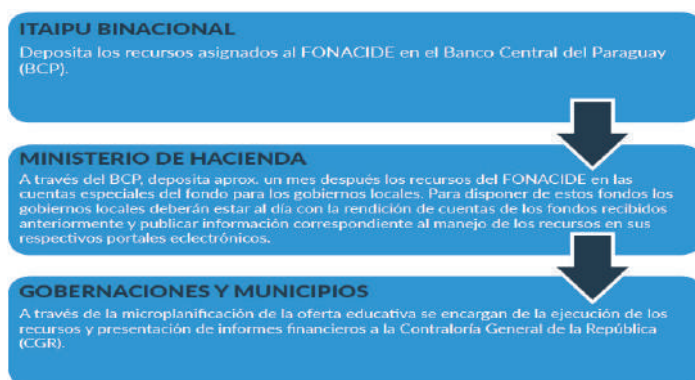 ITAIPU BINACIONAL
Deposita los recursos asignados al FONACIDE en el Banco Central del Paraguay
(BCP).
MINISTERIO DE HACIENDA
A través del BCP, deposita aprox. un mes después los recursos del FONACIDE en las
cuentas especiales del fondo para los gobiernos locales. Para disponer de estos fondos los
gobiernos locales deberán estar al día con la rendición de cuentas de los fondos recibidos
anteriormente y publicar información correspondiente al manejo de los recursos en sus
respectivos portales eclectrónicos.
GOBERNACIONES Y MUNICIPIOS
A través de la microplanificación de la oferta educativa se encargan de la ejecución de los
recursos y presentación de informes financieros a la Contraloría General de la República
(CGR).